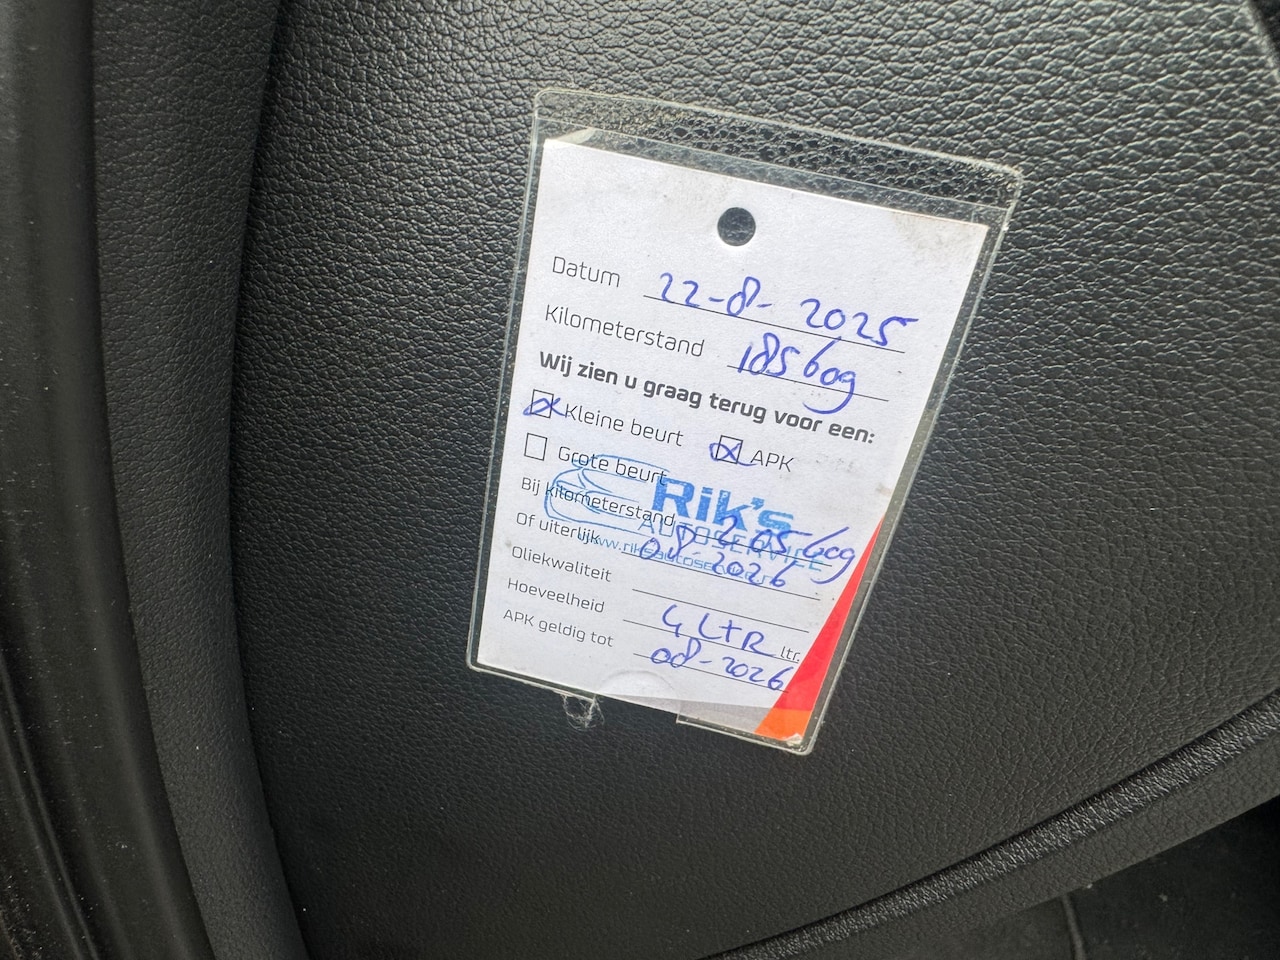 Datum 22-8-2025
Kilometerstand 185609
Wij zien u graag terug voor een:
Kleine beurt APK
Grote beurt
Rik's
AUTOSERVICE
Bij kilometerstand 205609
Of uiterlijk 08-2026
Oliekwaliteit
Hoeveelheid 4 LTR ltr.
APK geldig tot 08-2026